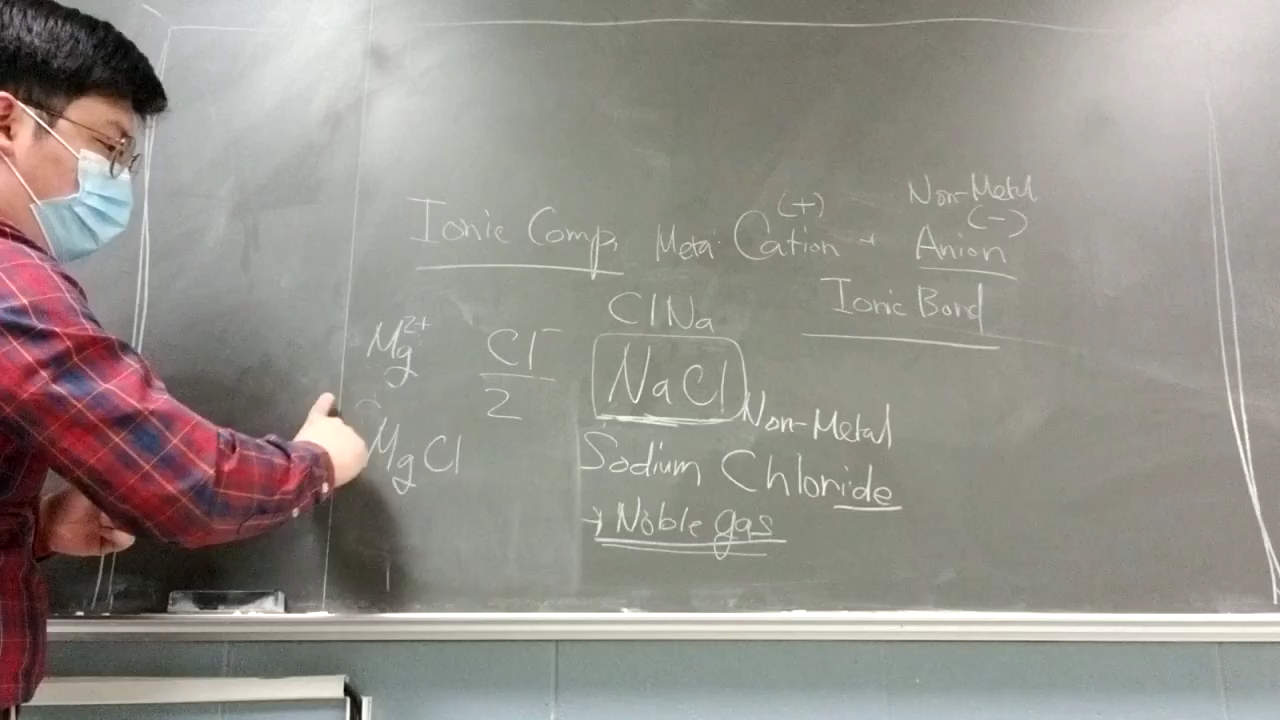 Ionic Comp. Metal Cation + Anion
(+)
Non-Metal
(-)
Ionic Bond
ClNa
NaCl
Non-Metal
Sodium Chloride
→ Noble gas
Mg2+ Cl-
2
MgCl